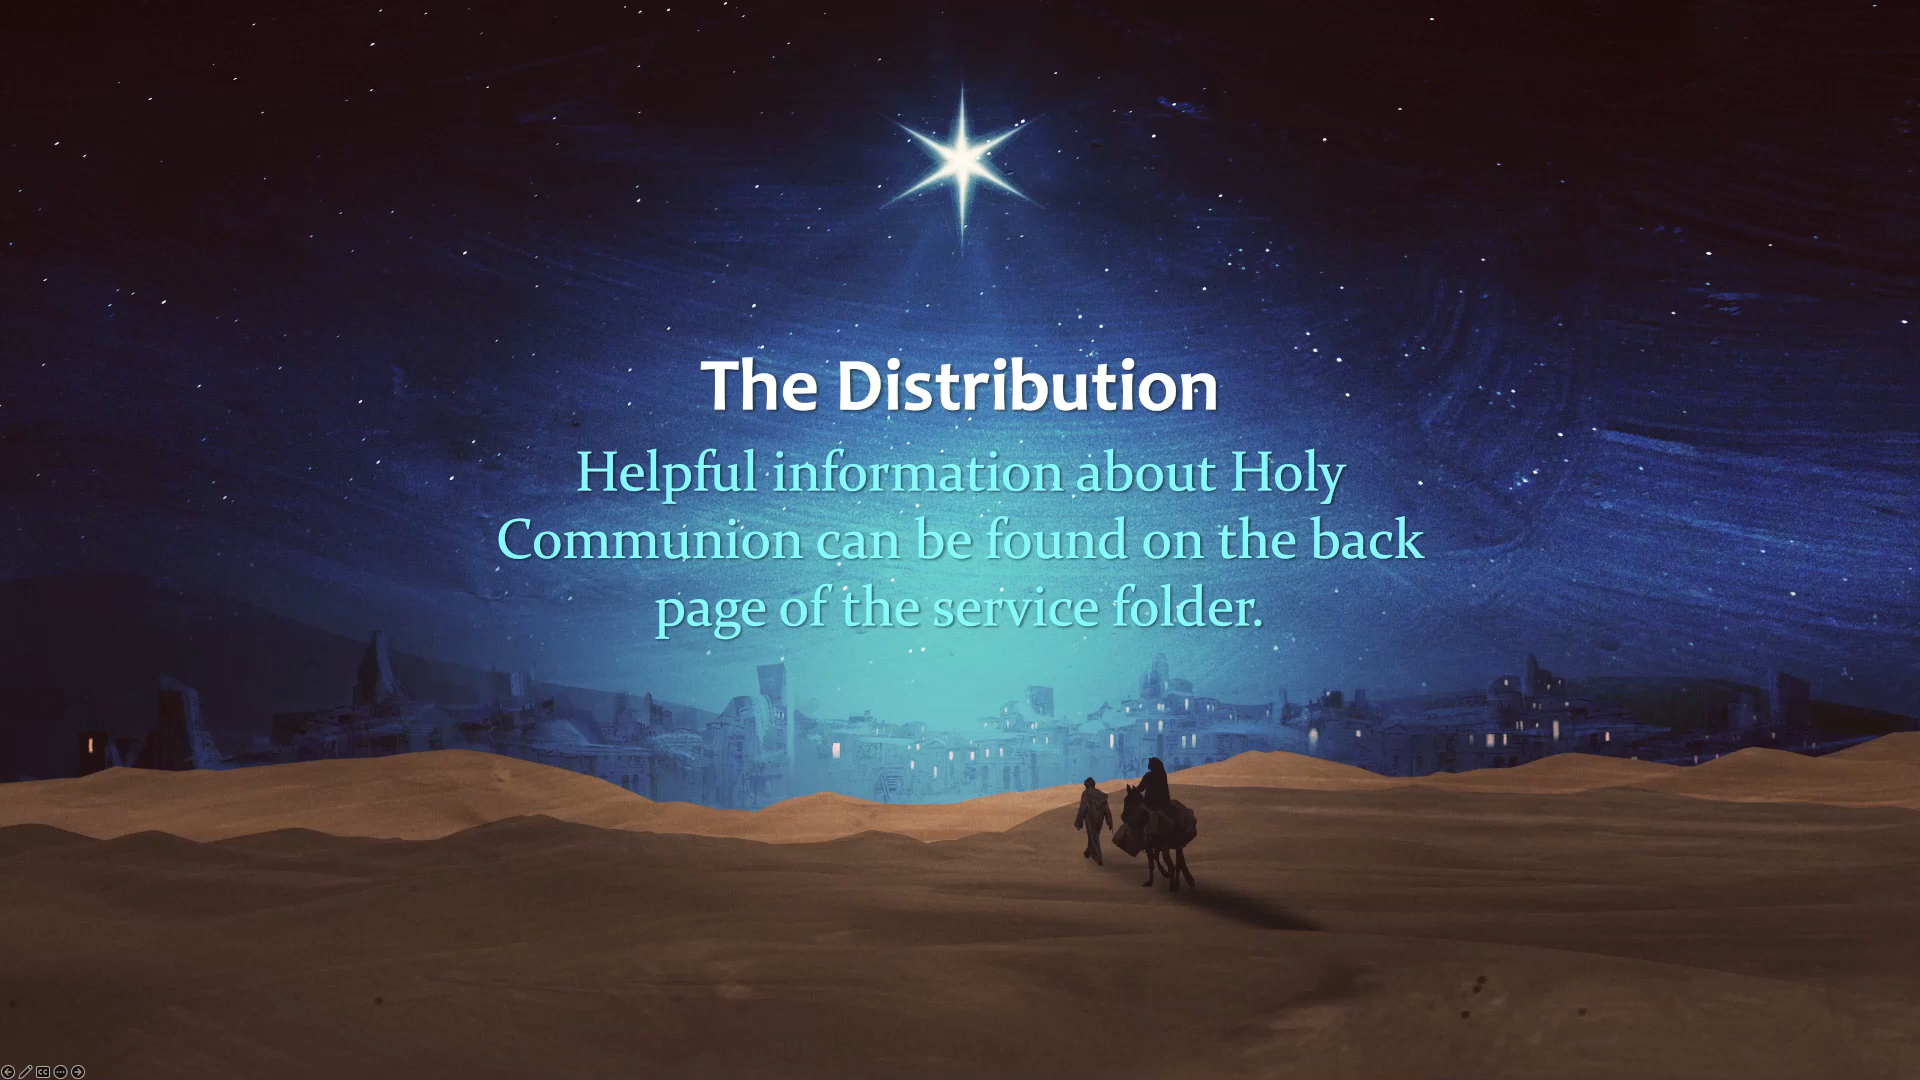 The Distribution
Helpful information about Holy
Communion can be found on the back
page of the service folder.